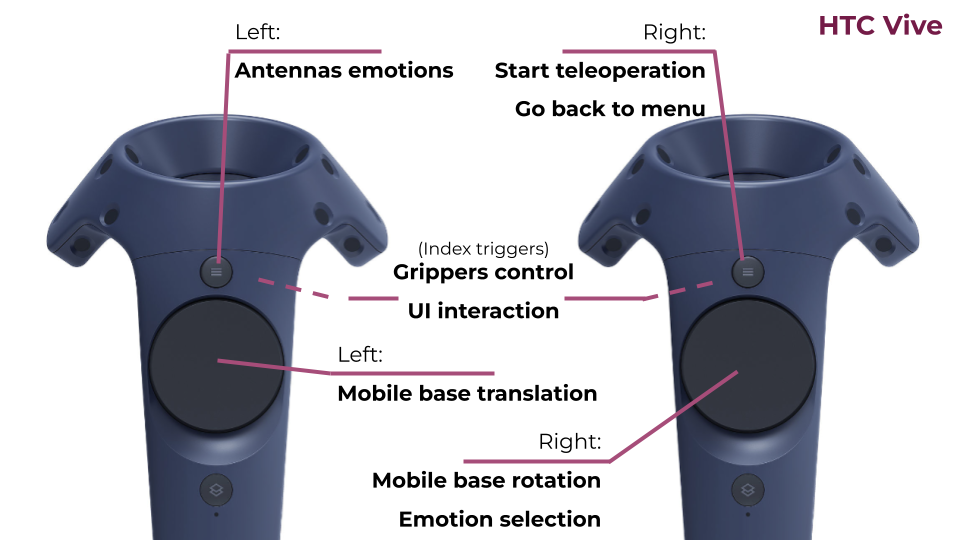 HTC Vive
Left:
Antennas emotions
Right:
Start teleoperation
Go back to menu
(Index triggers)
Grippers control
UI interaction
Left:
Mobile base translation
Right:
Mobile base rotation
Emotion selection